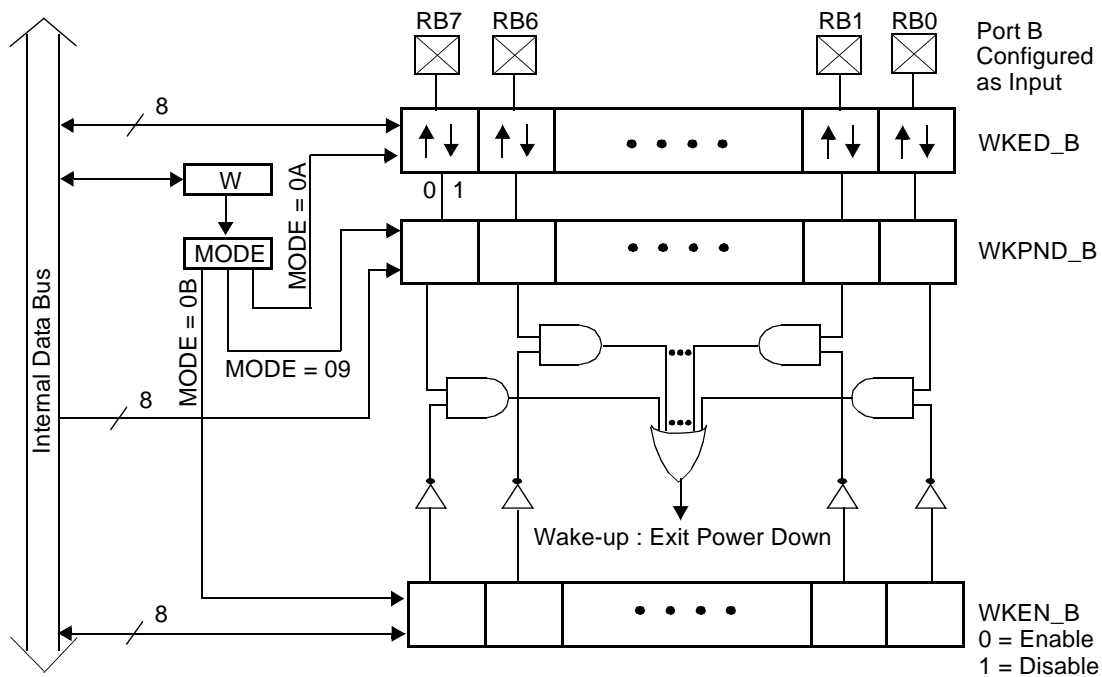 RB7
RB6
RB1
RB0
Port B
Configured
as Input
8
WKED_B
W
0 1
MODE = 0A
MODE
WKPND_B
MODE = 0B
MODE = 09
Internal Data Bus
8
Wake-up : Exit Power Down
8
WKEN_B
0 = Enable
1 = Disable